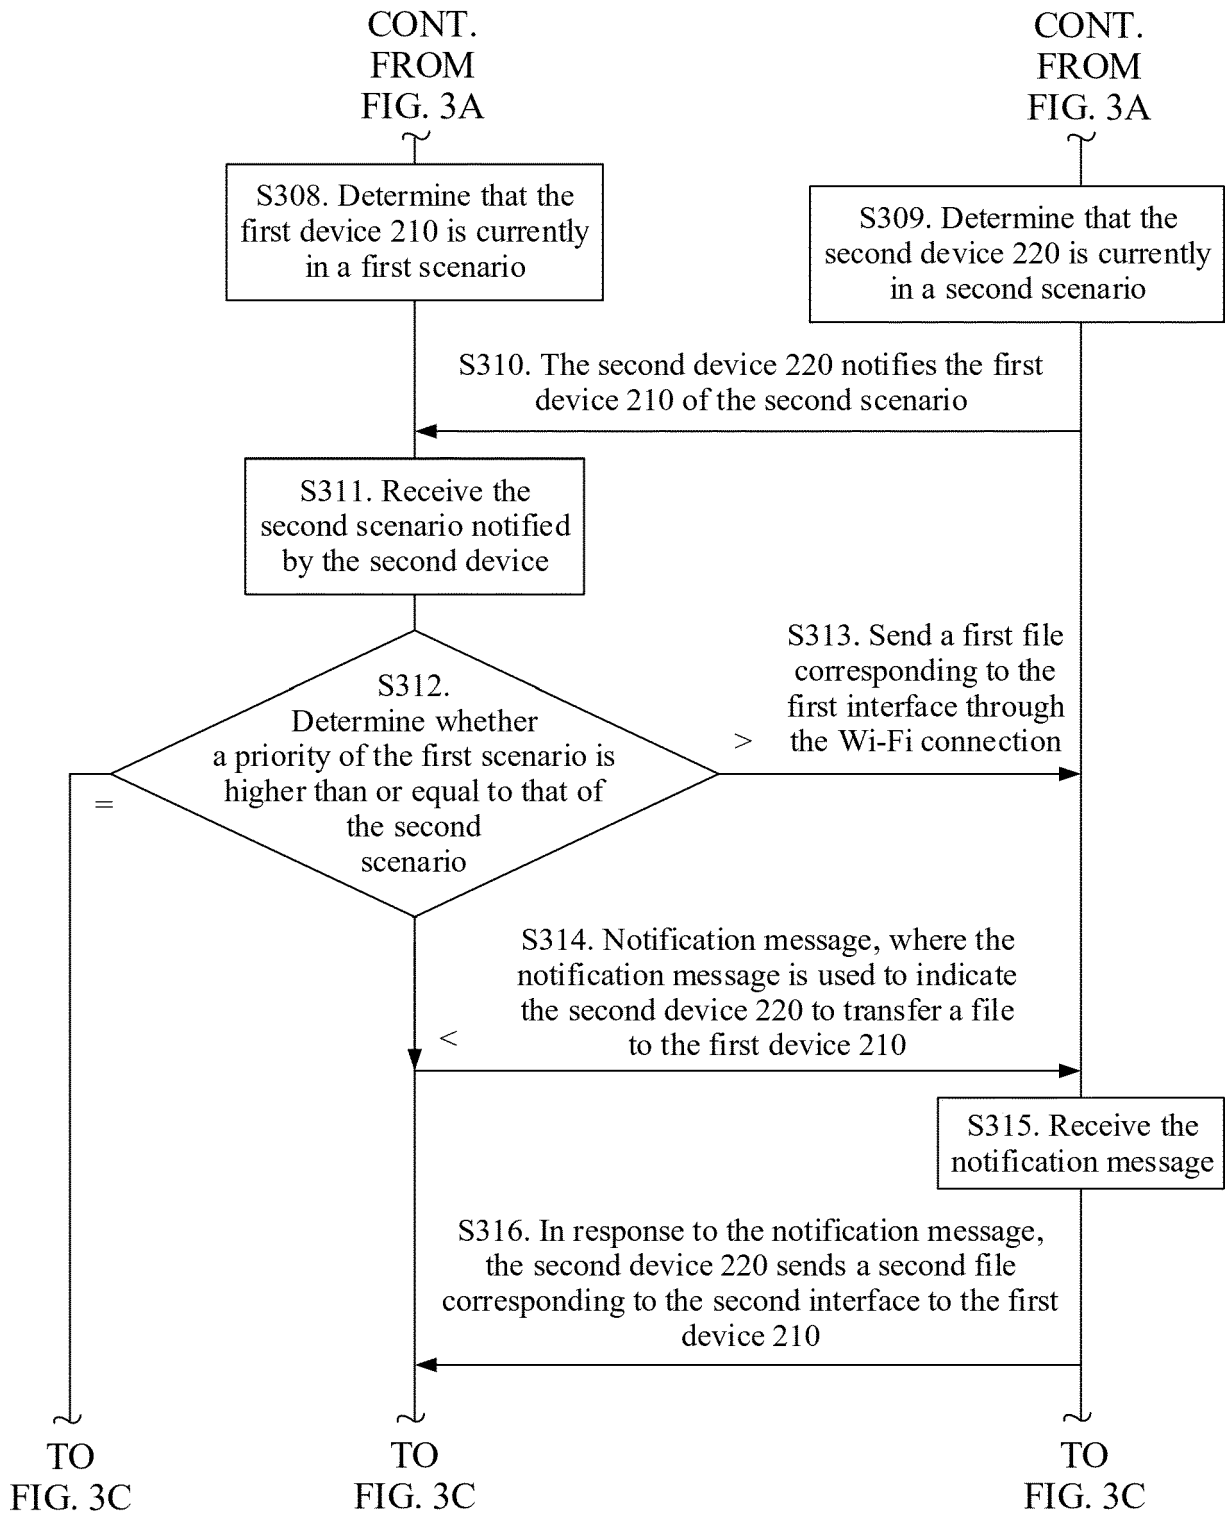 CONT.
FROM
FIG. 3A
CONT.
FROM
FIG. 3A
S308. Determine that the
first device 210 is currently
in a first scenario
S309. Determine that the
second device 220 is currently
in a second scenario
S310. The second device 220 notifies the first
device 210 of the second scenario
S311. Receive the
second scenario notified
by the second device
S312.
Determine whether
a priority of the first scenario is
higher than or equal to that of
the second
scenario
=
>
S313. Send a first file
corresponding to the
first interface through
the Wi-Fi connection
<
S314. Notification message, where the
notification message is used to indicate
the second device 220 to transfer a file
to the first device 210
S315. Receive the
notification message
S316. In response to the notification message,
the second device 220 sends a second file
corresponding to the second interface to the first
device 210
TO
FIG. 3C
TO
FIG. 3C
TO
FIG. 3C